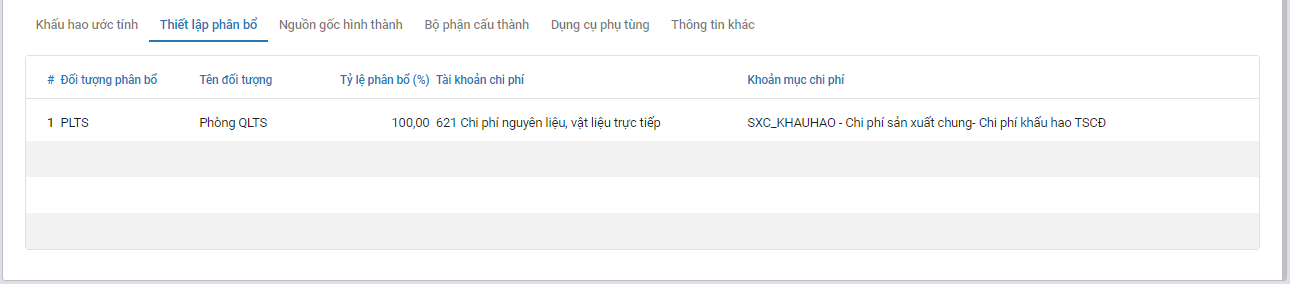 Khấu hao ước tính Thiết lập phân bổ Nguồn gốc hình thành Bộ phận cấu thành Dụng cụ phụ tùng Thông tin khác
# Đối tượng phân bổ Tên đối tượng Tỷ lệ phân bổ (%) Tài khoản chi phí Khoản mục chi phí
1 PLTS Phòng QLTS 100,00 621 Chi phí nguyên liệu, vật liệu trực tiếp SXC_KHAUHAO - Chi phí sản xuất chung- Chi phí khấu hao TSCĐ